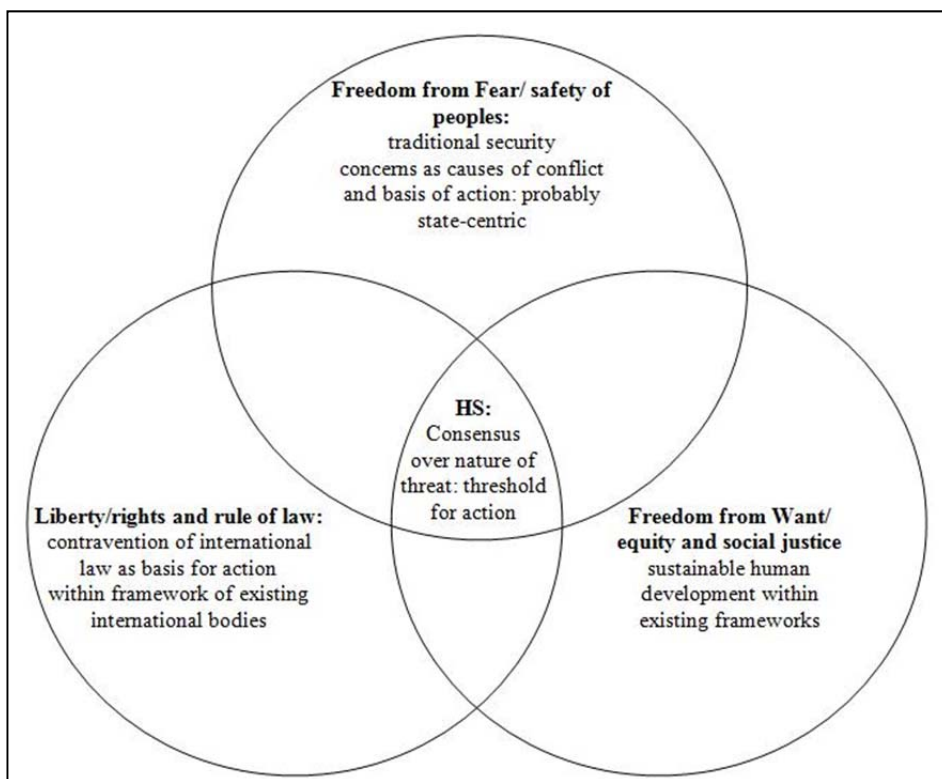 Freedom from Fear/ safety of
peoples:
traditional security
concerns as causes of conflict
and basis of action: probably
state-centric
HS:
Consensus
over nature of
threat: threshold
for action
Liberty/rights and rule of law:
contravention of international
law as basis for action
within framework of existing
international bodies
Freedom from Want/
equity and social justice
sustainable human
development within
existing frameworks